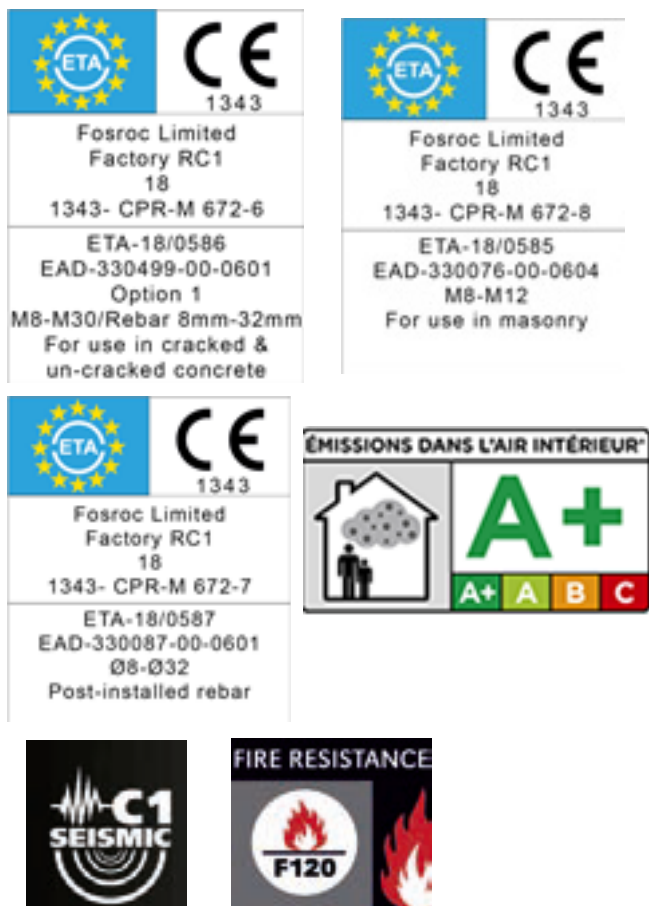 ETA
CE
1343
Fosroc Limited
Factory RC1
18
1343- CPR-M 672-6
ETA-18/0586
EAD-330499-00-0601
Option 1
M8-M30/Rebar 8mm-32mm
For use in cracked &
un-cracked concrete
ETA
CE
1343
Fosroc Limited
Factory RC1
18
1343- CPR-M 672-8
ETA-18/0585
EAD-330076-00-0604
M8-M12
For use in masonry
ETA
CE
1343
Fosroc Limited
Factory RC1
18
1343- CPR-M 672-7
ETA-18/0587
EAD-330087-00-0601
Ø8-Ø32
Post-installed rebar
ÉMISSIONS DANS L'AIR INTÉRIEUR*
A+
A+ A B C
C1
SEISMIC
FIRE RESISTANCE
F120